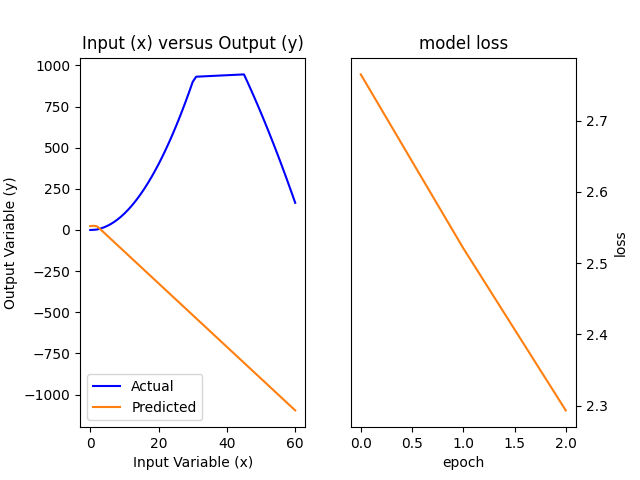 Input (x) versus Output (y)
Output Variable (y)
1000
750
500
250
0
−250
−500
−750
−1000
Actual
Predicted
0
20
40
60
Input Variable (x)
model loss
2.7
2.6
2.5
2.4
2.3
loss
0.0
0.5
1.0
1.5
2.0
epoch